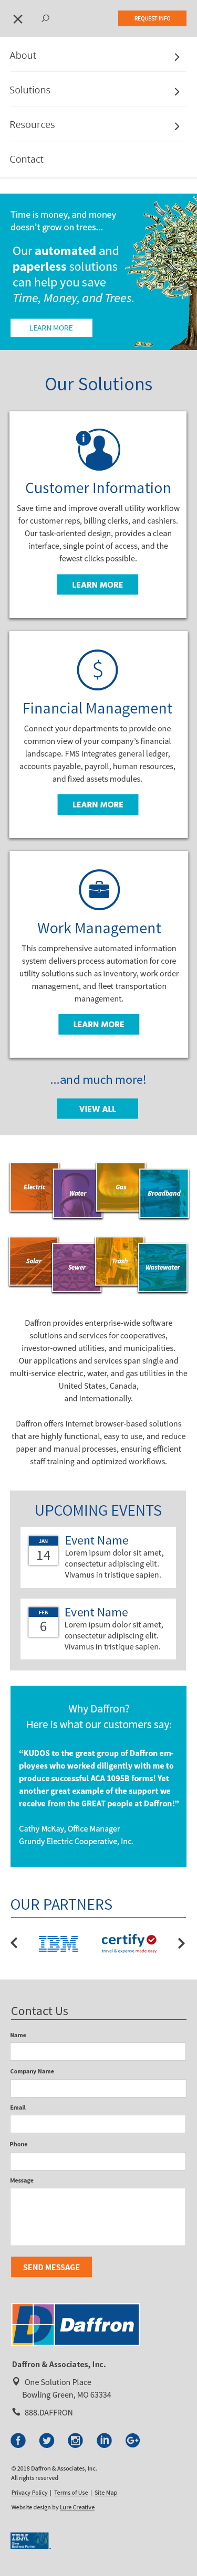 REQUEST INFO
About
Solutions
Resources
Contact
Time is money, and money
doesn't grow on trees...
Our automated and
paperless solutions
can help you save
Time, Money, and Trees.
LEARN MORE
Our Solutions
Customer Information
Save time and improve overall utility workflow
for customer reps, billing clerks, and cashiers.
Our task-oriented design, provides a clean
interface, single point of access, and the
fewest clicks possible.
LEARN MORE
$
Financial Management
Connect your departments to provide one
common view of your company's financial
landscape. FMS integrates general ledger,
accounts payable, payroll, human resources,
and fixed assets modules.
LEARN MORE
Work Management
This comprehensive automated information
system delivers process automation for core
utility solutions such as inventory, work order
management, and fleet transportation
management.
LEARN MORE
...and much more!
VIEW ALL
Electric
Water
Gas
Broadband
Solar
Sewer
Trash
Wastewater
Daffron provides enterprise-wide software
solutions and services for cooperatives,
investor-owned utilities, and municipalities.
Our applications and services span single and
multi-service electric, water, and gas utilities in the
United States, Canada,
and internationally.
Daffron offers Internet browser-based solutions
that are highly functional, easy to use, and reduce
paper and manual processes, ensuring efficient
staff training and optimized workflows.
UPCOMING EVENTS
JAN
14
Event Name
Lorem ipsum dolor sit amet,
consectetur adipiscing elit.
Vivamus in tristique sapien.
FEB
6
Event Name
Lorem ipsum dolor sit amet,
consectetur adipiscing elit.
Vivamus in tristique sapien.
Why Daffron?
Here is what our customers say:
“KUDOS to the great group of Daffron em-
ployees who worked diligently with me to
produce successful ACA 1095B forms! Yet
another great example of the support we
receive from the GREAT people at Daffron!”
Cathy McKay, Office Manager
Grundy Electric Cooperative, Inc.
OUR PARTNERS
IBM
certify
travel & expense made easy
Contact Us
Name
Company Name
Email
Phone
Message
SEND MESSAGE
Daffron
Daffron & Associates, Inc.
One Solution Place
Bowling Green, MO 63334
888.DAFFRON
© 2018 Daffron & Associates, Inc.
All rights reserved
Privacy Policy | Terms of Use | Site Map
Website design by Lure Creative
IBM
Business Partner